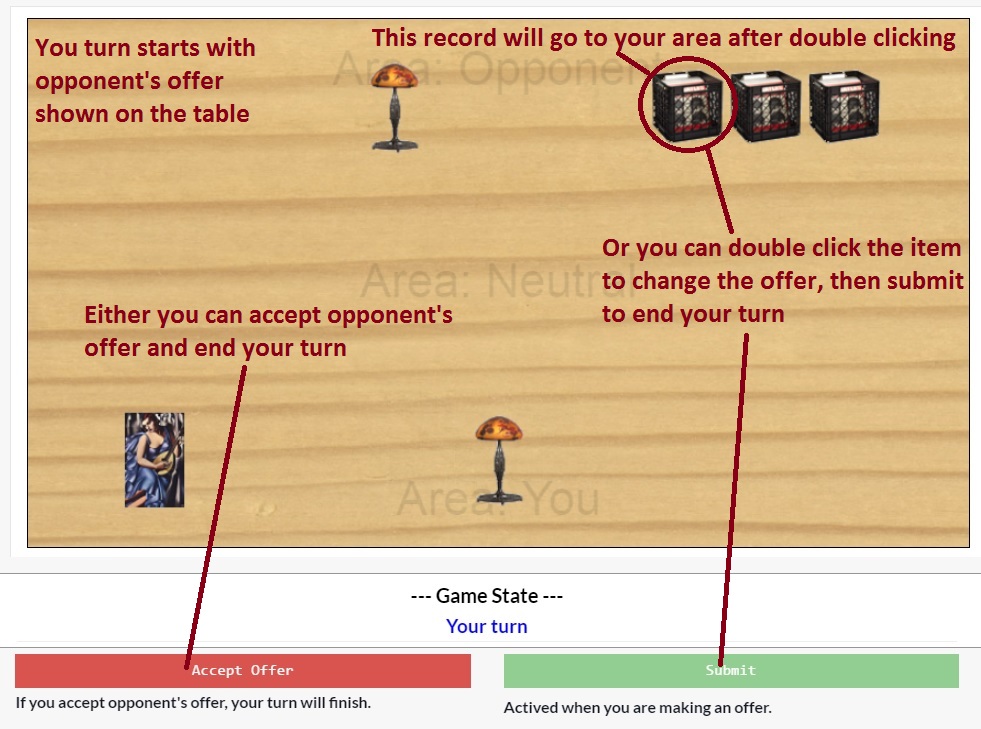 You turn starts with
opponent's offer
shown on the table
This record will go to your area after double clicking
Area: Opponent
Or you can double click the item
to change the offer, then submit
to end your turn
Area: Neutral
Either you can accept opponent's
offer and end your turn
Area: You
--- Game State ---
Your turn
Accept Offer
Submit
If you accept opponent's offer, your turn will finish.
Actived when you are making an offer.